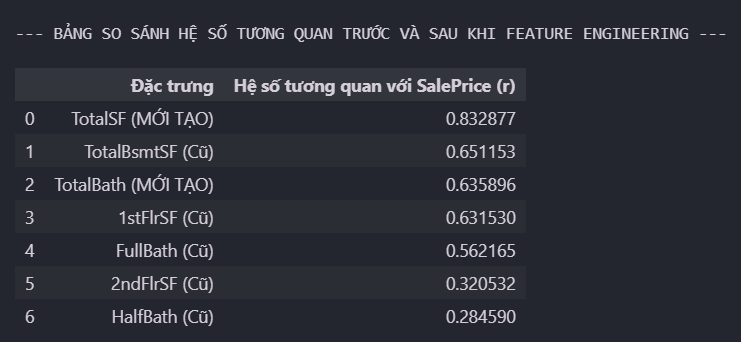 --- BẢNG SO SÁNH HỆ SỐ TƯƠNG QUAN TRƯỚC VÀ SAU KHI FEATURE ENGINEERING ---
Đặc trưng Hệ số tương quan với SalePrice (r)
0 TotalSF (MỚI TẠO) 0.832877
1 TotalBsmtSF (Cũ) 0.651153
2 TotalBath (MỚI TẠO) 0.635896
3 1stFlrSF (Cũ) 0.631530
4 FullBath (Cũ) 0.562165
5 2ndFlrSF (Cũ) 0.320532
6 HalfBath (Cũ) 0.284590